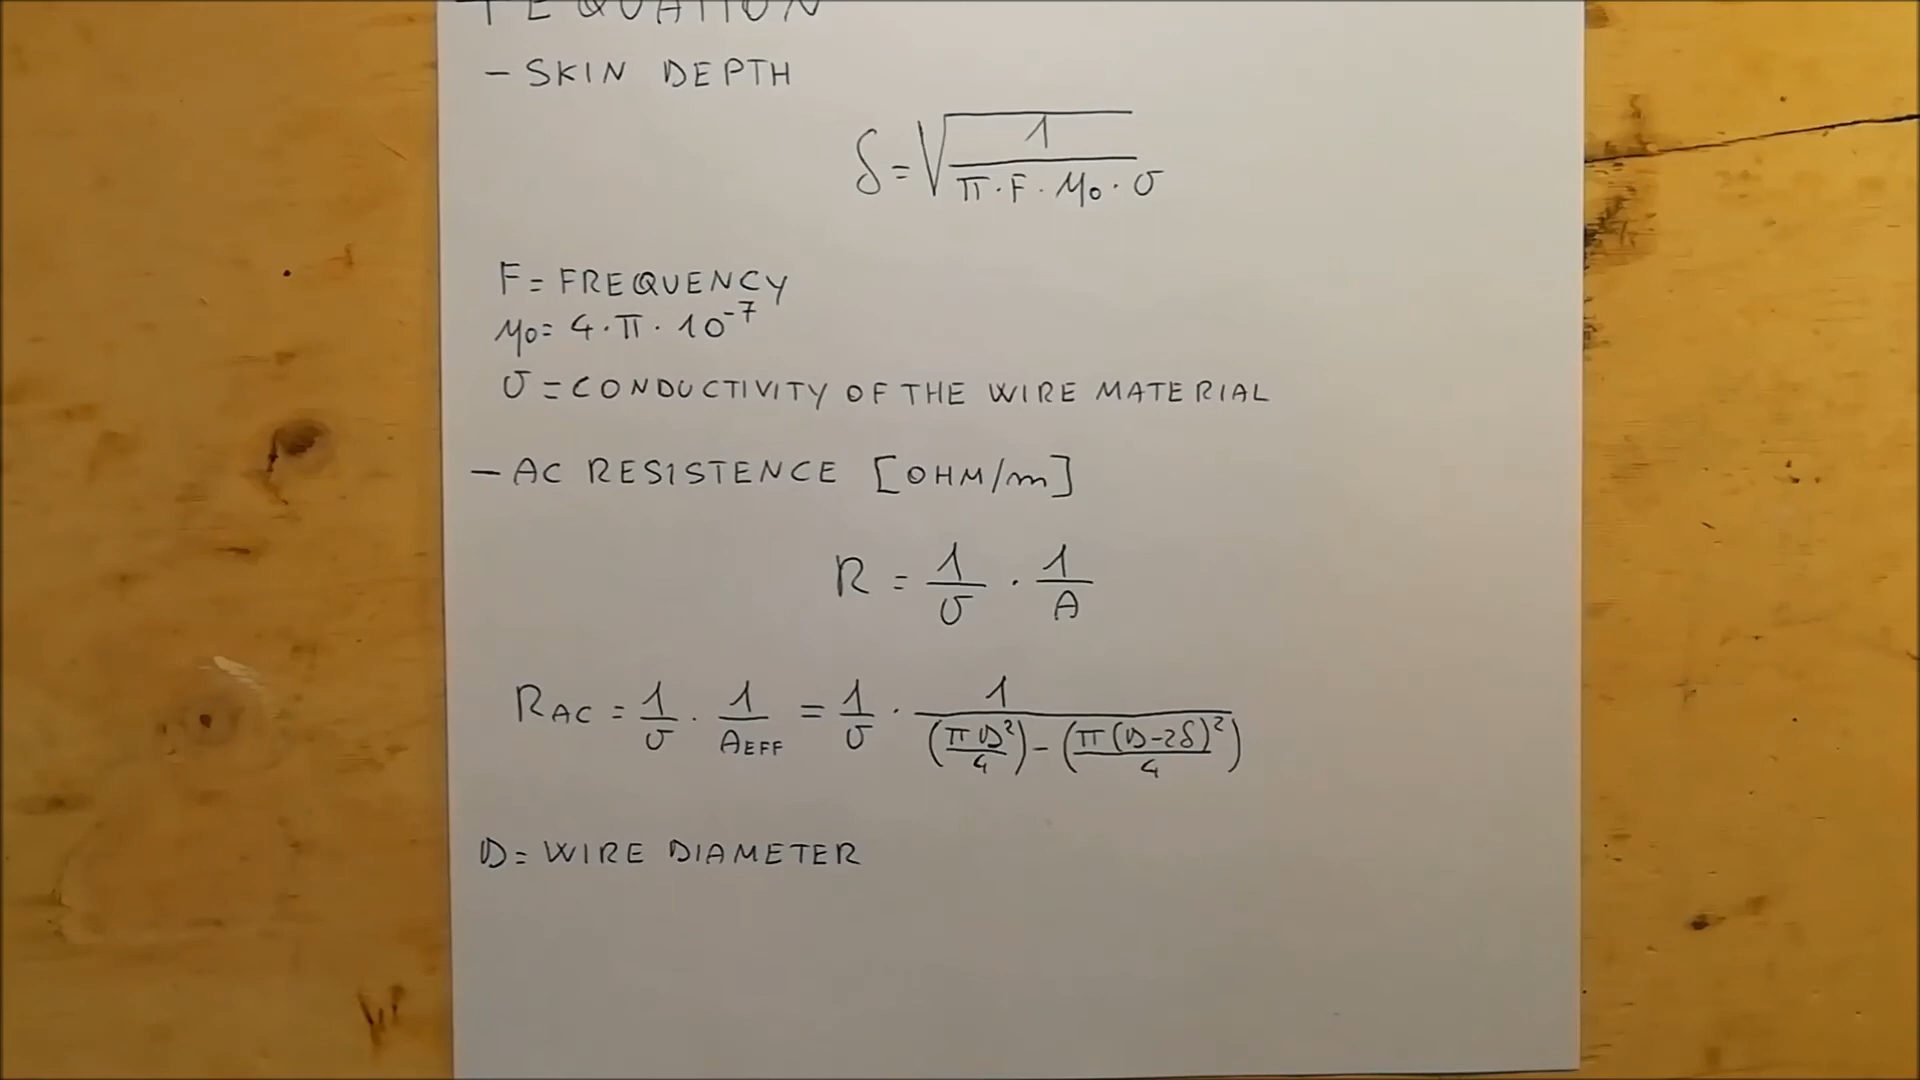 EQUATION
- SKIN DEPTH
δ = √(1 / (π · F · μ0 · σ))
F = FREQUENCY
μ0 = 4 · π · 10^-7
σ = CONDUCTIVITY OF THE WIRE MATERIAL
- AC RESISTENCE [OHM/m]
R = 1/σ · 1/A
RAC = 1/σ · 1/AEFF = 1/σ · 1/((πD²/4) - (π(D-2δ)²/4))
D = WIRE DIAMETER